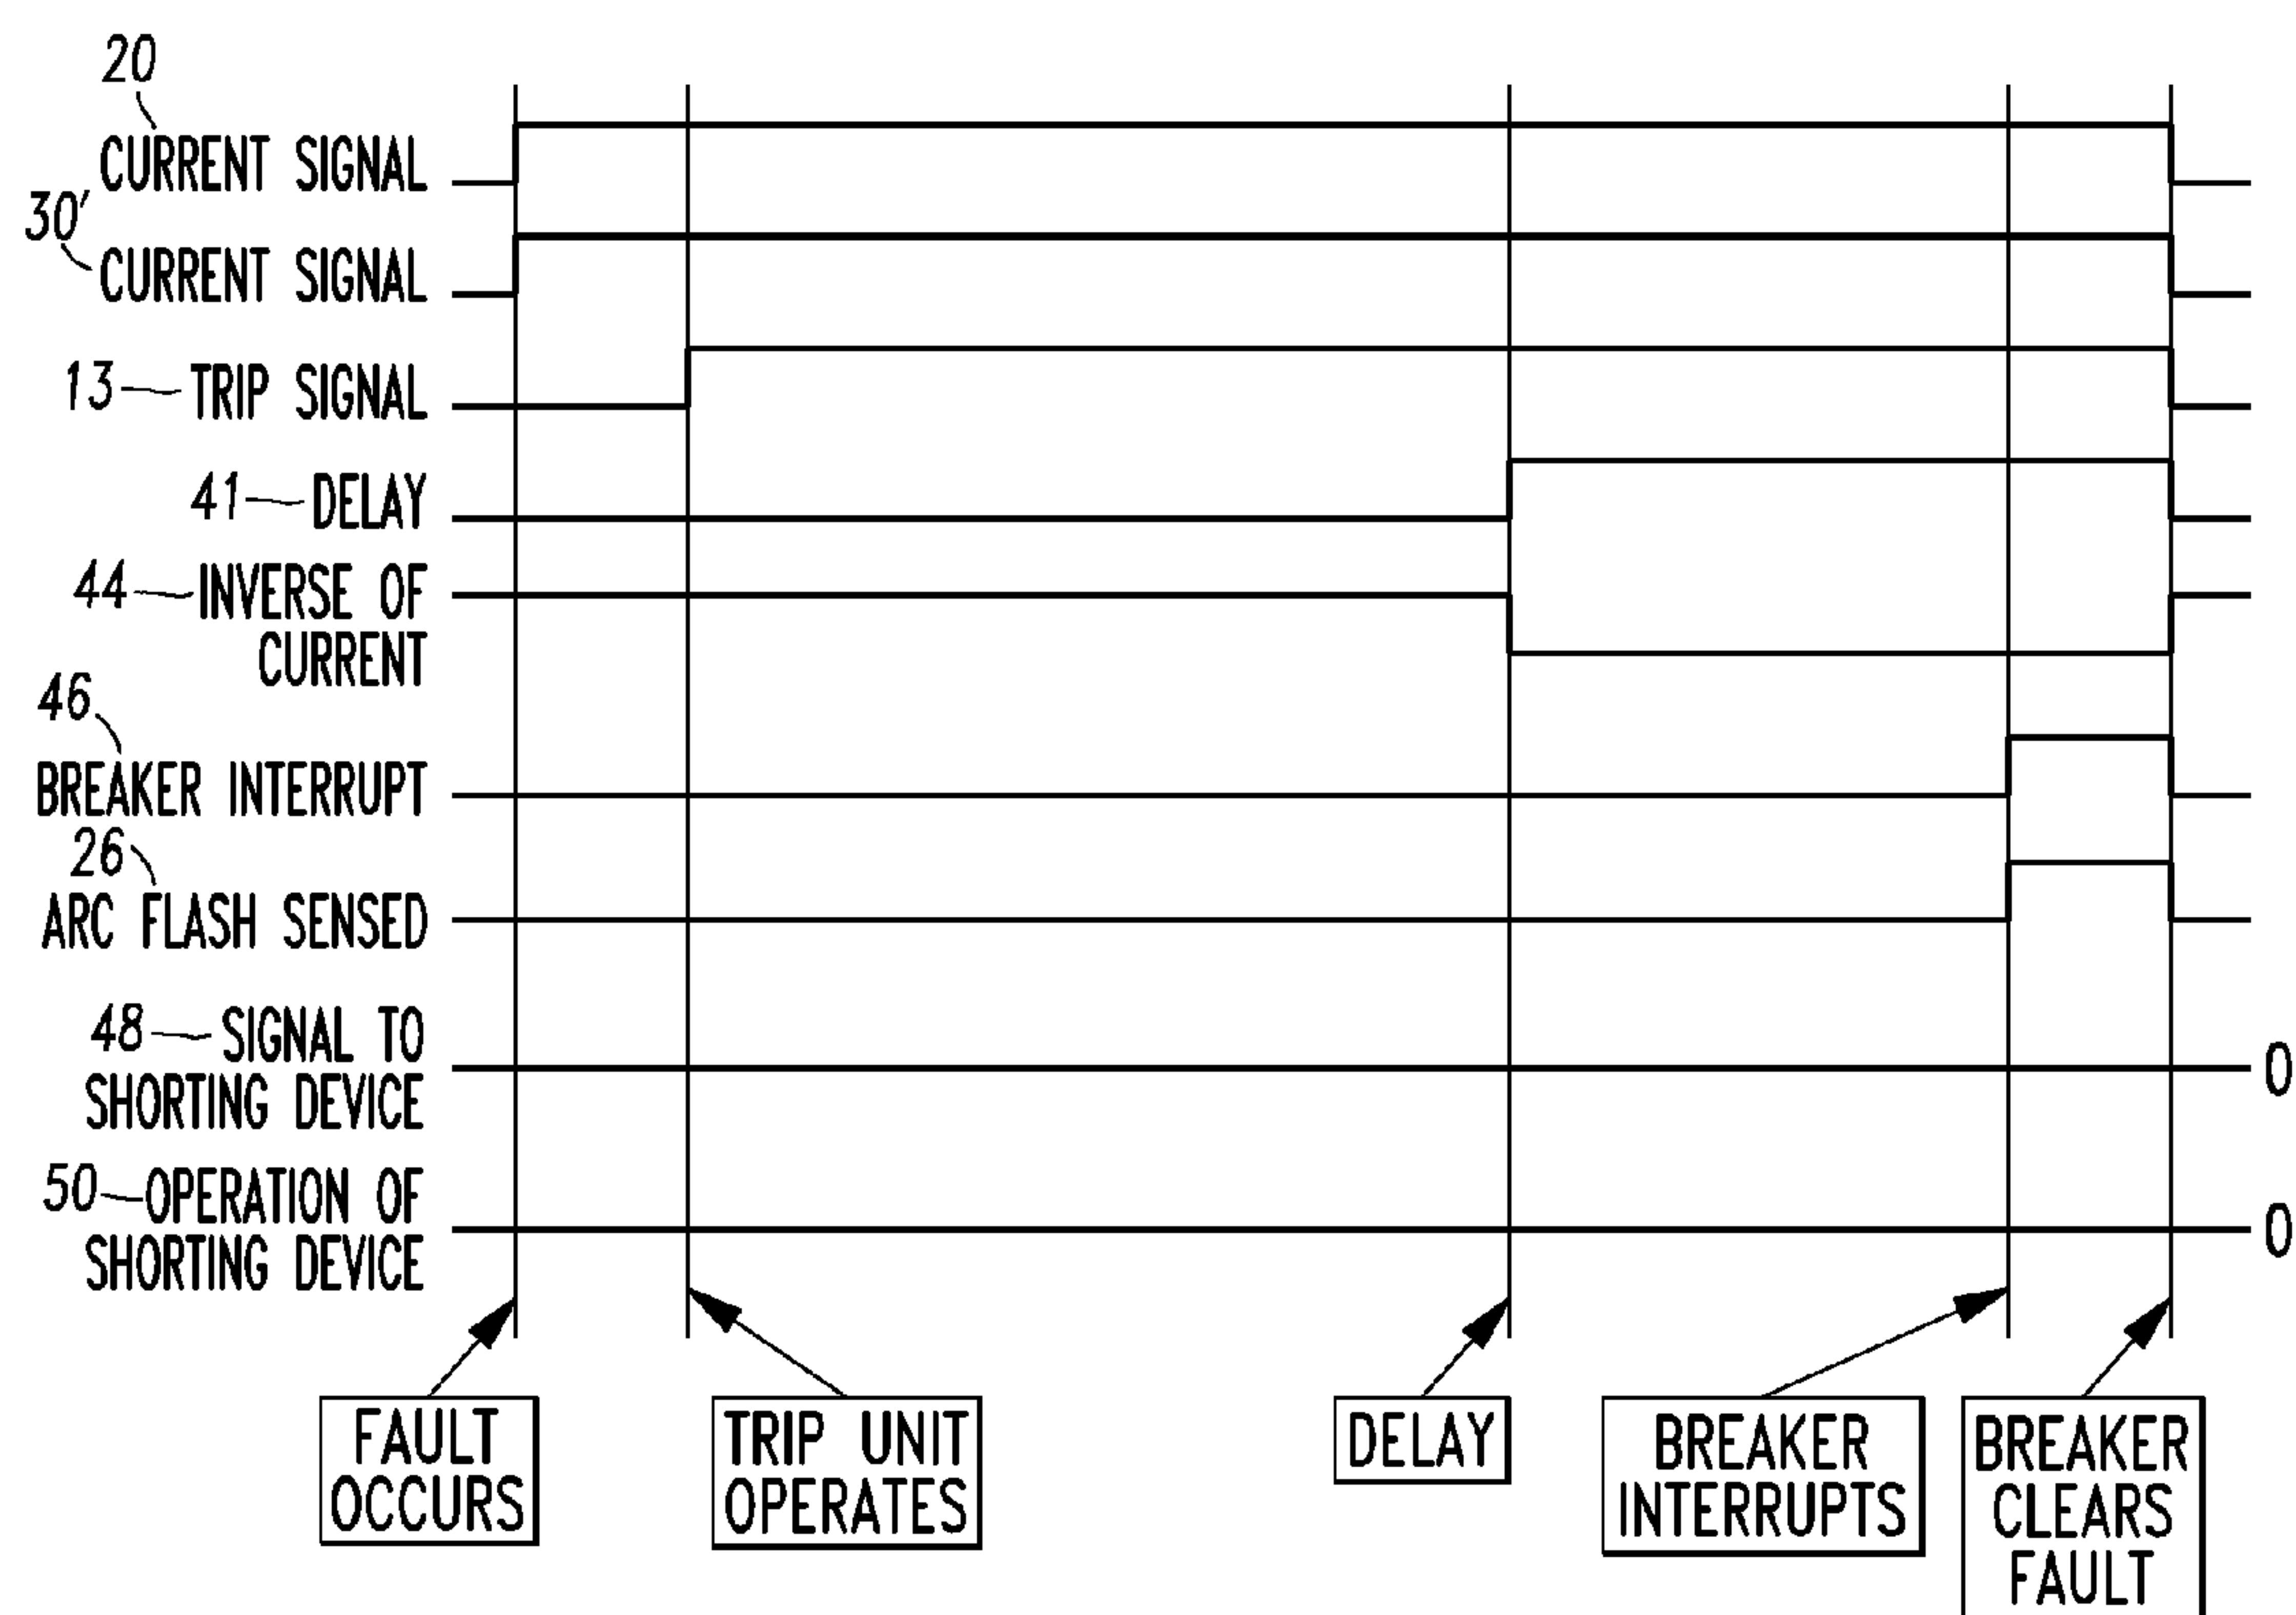 20
CURRENT SIGNAL
30'
CURRENT SIGNAL
13 TRIP SIGNAL
41 DELAY
44 INVERSE OF
CURRENT
46
BREAKER INTERRUPT
26
ARC FLASH SENSED
48 SIGNAL TO
SHORTING DEVICE
0
50 OPERATION OF
SHORTING DEVICE
0
FAULT
OCCURS
TRIP UNIT
OPERATES
DELAY
BREAKER
INTERRUPTS
BREAKER
CLEARS
FAULT